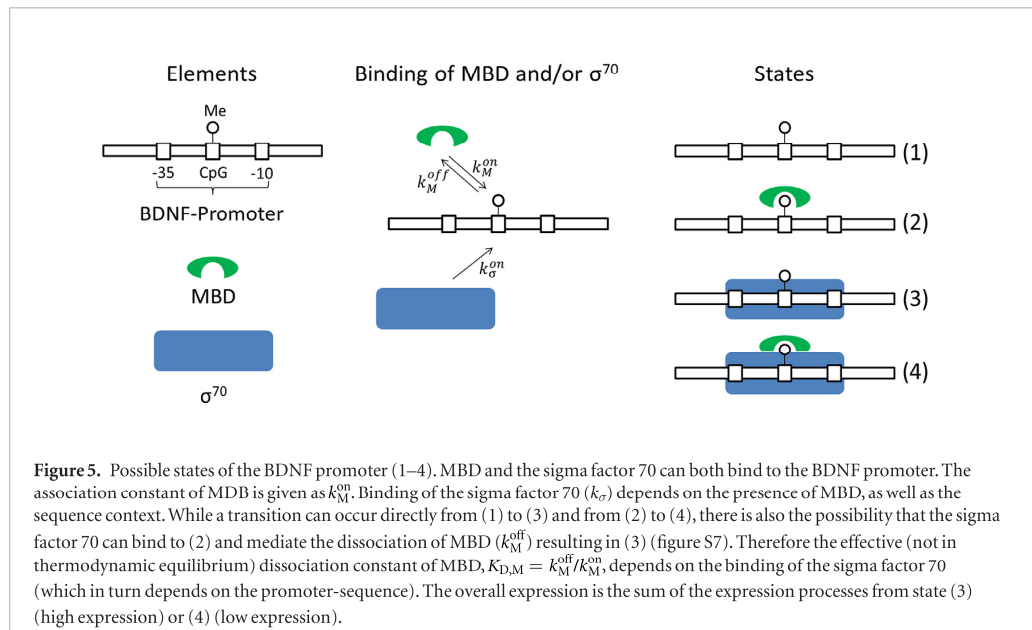 Elements
Binding of MBD and/or σ⁷⁰
States
Me
-35 CpG -10
BDNF-Promoter
MBD
σ⁷⁰
k_M^off
k_M^on
k_σ^on
(1)
(2)
(3)
(4)
Figure 5. Possible states of the BDNF promoter (1–4). MBD and the sigma factor 70 can both bind to the BDNF promoter. The
association constant of MDB is given as k_M^on. Binding of the sigma factor 70 (k_σ) depends on the presence of MBD, as well as the
sequence context. While a transition can occur directly from (1) to (3) and from (2) to (4), there is also the possibility that the sigma
factor 70 can bind to (2) and mediate the dissociation of MBD (k_M^off) resulting in (3) (figure S7). Therefore the effective (not in
thermodynamic equilibrium) dissociation constant of MBD, K_D,M = k_M^off/k_M^on, depends on the binding of the sigma factor 70
(which in turn depends on the promoter-sequence). The overall expression is the sum of the expression processes from state (3)
(high expression) or (4) (low expression).